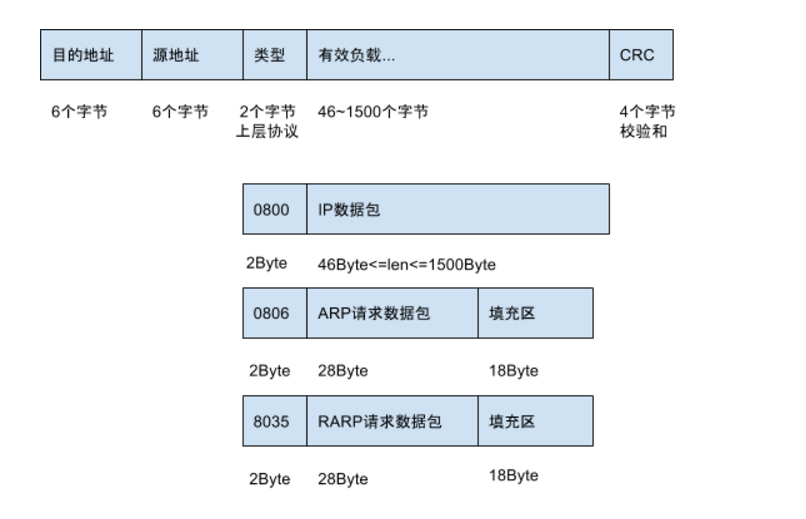 目的地址 源地址 类型 有效负载... CRC
6个字节 6个字节 2个字节 46~1500个字节 4个字节
上层协议 校验和
0800 IP数据包
2Byte 46Byte<=len<=1500Byte
0806 ARP请求数据包 填充区
2Byte 28Byte 18Byte
8035 RARP请求数据包 填充区
2Byte 28Byte 18Byte